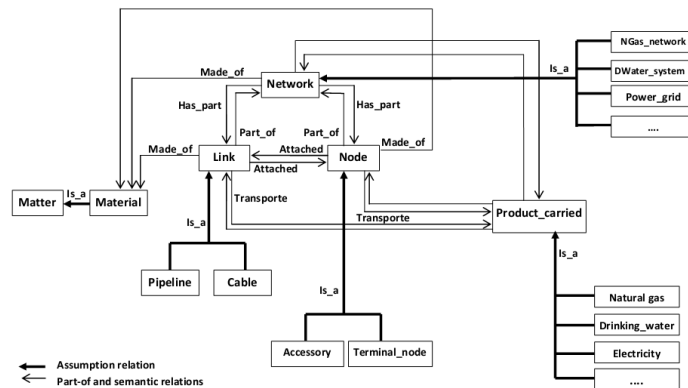 NGas_network
Is_a
DWater_system
Made_of
Network
Power_grid
Has_part
Has_part
....
Part_of
Part_of
Made_of
Attached
Made_of
Link
Node
Attached
Is_a
Matter
Material
Transporte
Product_carried
Transporte
Is_a
Is_a
Pipeline
Cable
Is_a
Natural gas
Drinking_water
Accessory
Terminal_node
Electricity
Assumption relation
....
Part-of and semantic relations